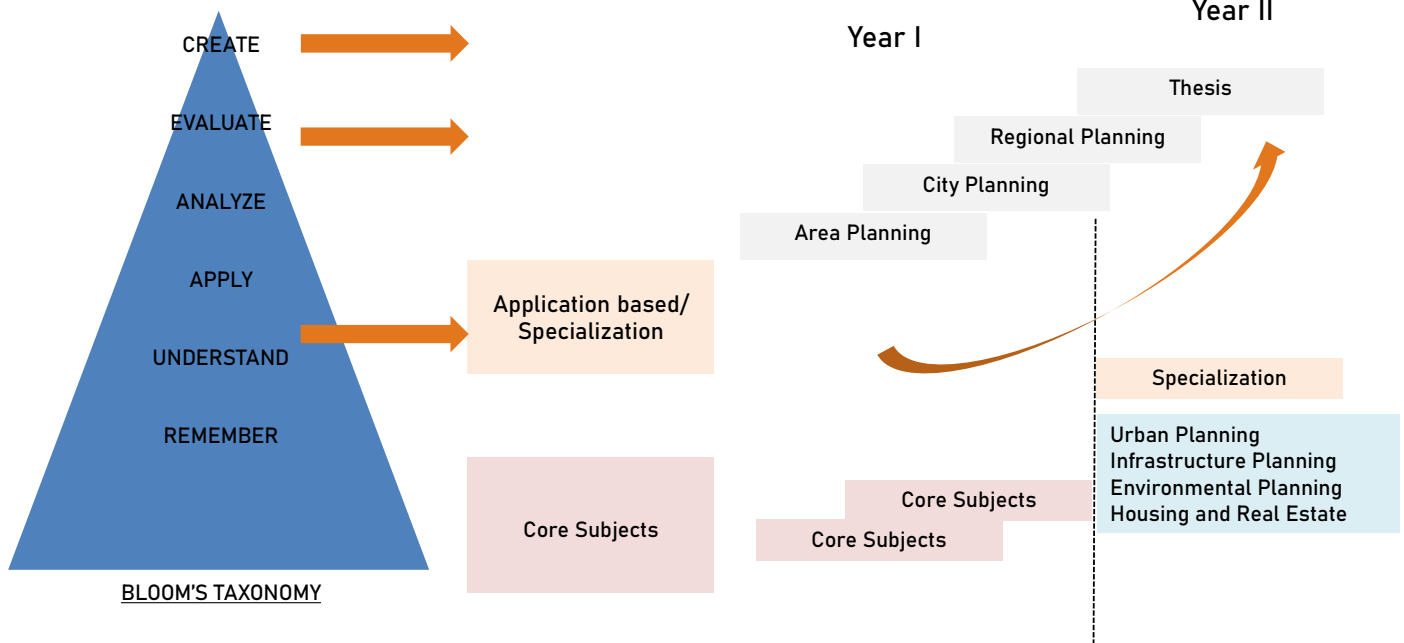 CREATE
EVALUATE
ANALYZE
APPLY
UNDERSTAND
REMEMBER
BLOOM'S TAXONOMY
Application based/
Specialization
Core Subjects
Year I
Year II
Thesis
Regional Planning
City Planning
Area Planning
Specialization
Urban Planning
Infrastructure Planning
Environmental Planning
Housing and Real Estate
Core Subjects
Core Subjects